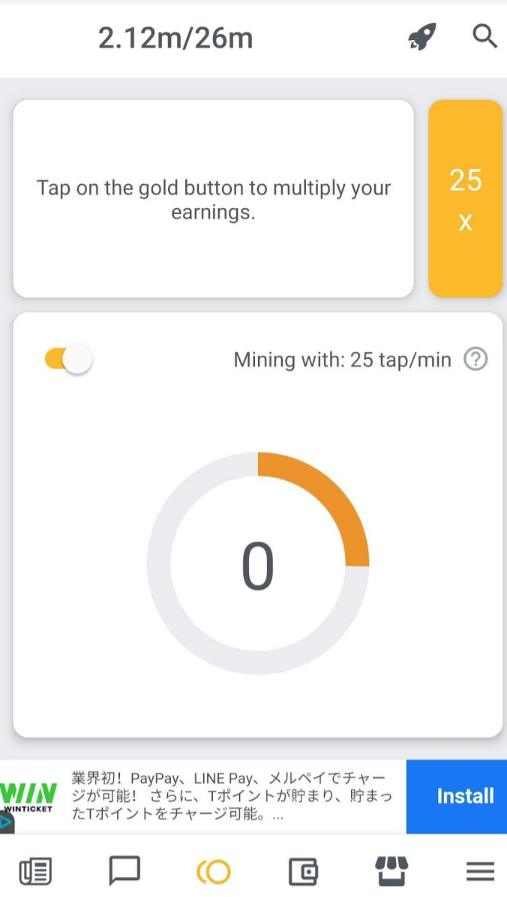 2.12m/26m
Tap on the gold button to multiply your
earnings.
25
x
Mining with: 25 tap/min ?
0
WIN
WINTICKET
業界初！PayPay、LINE Pay、メルペイでチャー
ジが可能！ さらに、Tポイントが貯まり、貯まっ
たTポイントをチャージ可能。...
Install